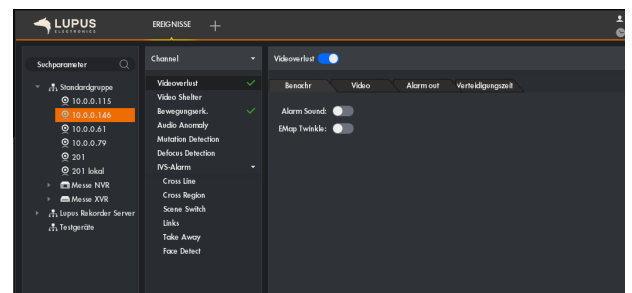 LUPUS
ELECTRONICS
EREIGNISSE
Suchparameter
Standardgruppe
10.0.0.115
10.0.0.146
10.0.0.61
10.0.0.79
201
201 lokal
Messe NVR
Messe XVR
Lupus Rekorder Server
Testgeräte
Channel
Videoverlust
Video Shelter
Bewegungserk.
Audio Anomaly
Mutation Detection
Defocus Detection
IVS-Alarm
Cross Line
Cross Region
Scene Switch
Links
Take Away
Face Detect
Videoverlust
Benachr Video Alarm out Verteidigungszeit
Alarm Sound:
EMap Twinkle: